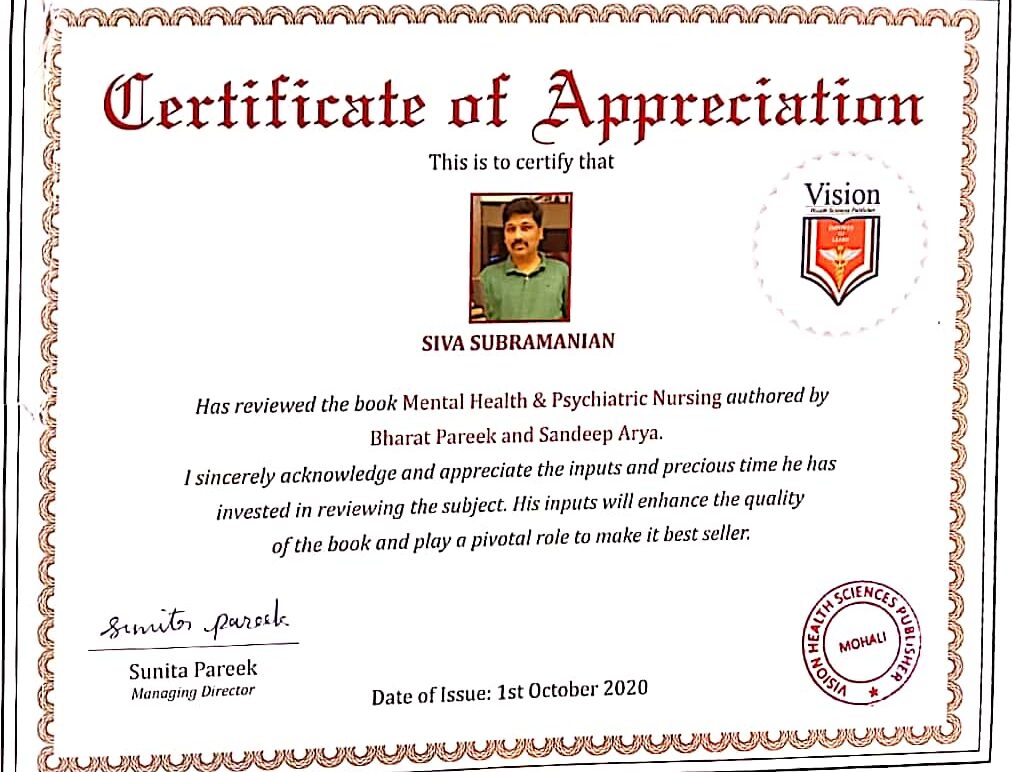 Certificate of Appreciation
This is to certify that
Vision
Health Sciences Publisher
SIVA SUBRAMANIAN
Has reviewed the book Mental Health & Psychiatric Nursing authored by
Bharat Pareek and Sandeep Arya.
I sincerely acknowledge and appreciate the inputs and precious time he has
invested in reviewing the subject. His inputs will enhance the quality
of the book and play a pivotal role to make it best seller.
Sunita Pareek
Sunita Pareek
Managing Director
Date of Issue: 1st October 2020
VISION HEALTH SCIENCES PUBLISHER
MOHALI